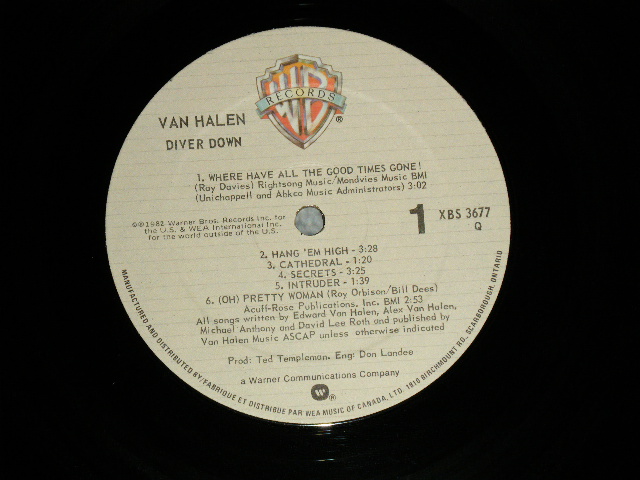 WB
RECORDS
®
VAN HALEN
DIVER DOWN
1. WHERE HAVE ALL THE GOOD TIMES GONE!
(Ray Davies) Rightsong Music/Mondvies Music BMI
(Unichappell and Abkco Music Administrators) 3:02
℗©1982 Warner Bros. Records Inc. for
the U.S. & WEA International Inc.
for the world outside of the U.S.
1 XBS 3677
Q
2. HANG 'EM HIGH - 3:28
3. CATHEDRAL - 1:20
4. SECRETS - 3:25
5. INTRUDER - 1:39
6. (OH) PRETTY WOMAN (Roy Orbison/Bill Dees)
Acuff-Rose Publications, Inc. BMI 2:53
All songs written by Edward Van Halen, Alex Van Halen,
Michael Anthony and David Lee Roth and published by
Van Halen Music ASCAP unless otherwise indicated
Prod: Ted Templeman. Eng: Don Landee
a Warner Communications Company
W ®
MANUFACTURED AND DISTRIBUTED BY/FABRIQUE ET DISTRIBUE PAR WEA MUSIC OF CANADA, LTD. 1810 BIRCHMOUNT RD. SCARBOROUGH, ONTARIO